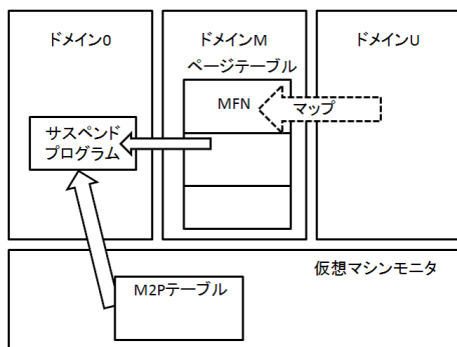 ドメイン0
ドメインM
ドメインU
ページテーブル
MFN
マップ
サスペンド
プログラム
仮想マシンモニタ
M2Pテーブル